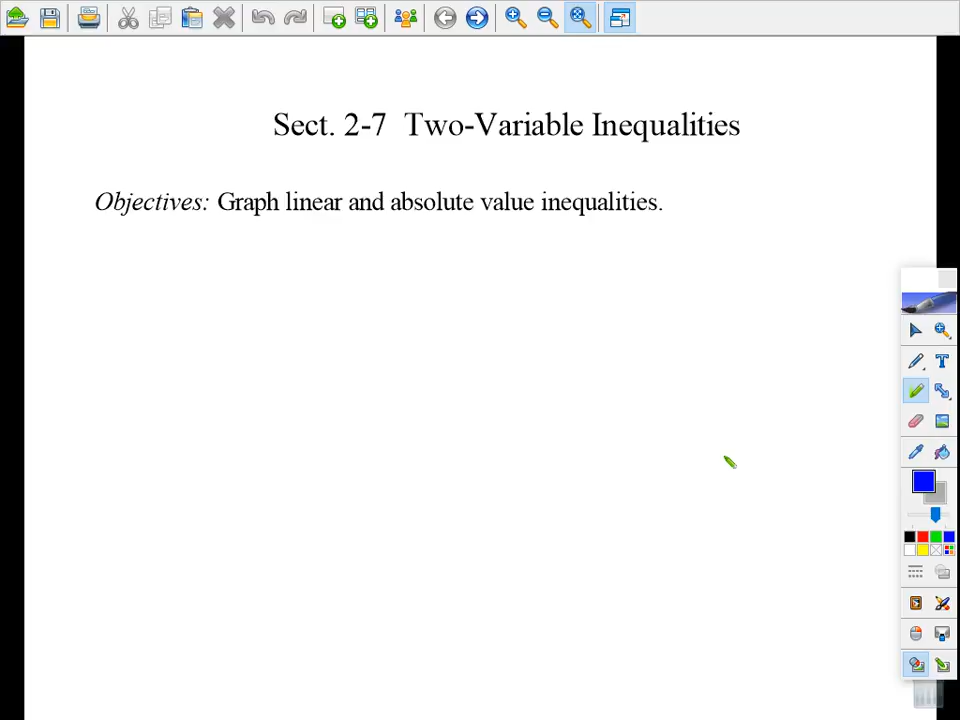 Sect. 2-7 Two-Variable Inequalities
Objectives: Graph linear and absolute value inequalities.